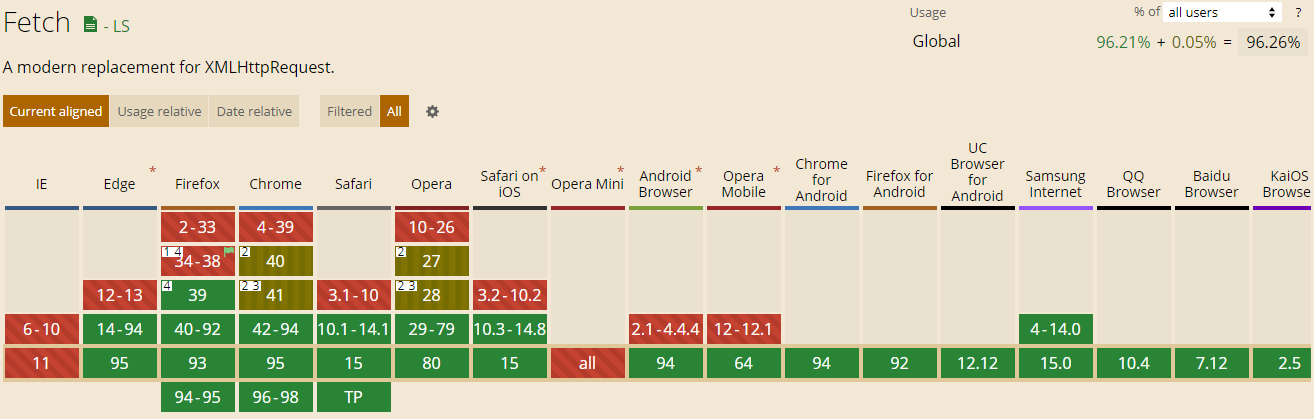 Fetch - LS
Usage % of all users ?
Global 96.21% + 0.05% = 96.26%
A modern replacement for XMLHttpRequest.
Current aligned Usage relative Date relative Filtered All
IE Edge * Firefox Chrome Safari Opera Safari on iOS * Opera Mini * Android Browser * Opera Mobile * Chrome for Android Firefox for Android UC Browser for Android Samsung Internet QQ Browser Baidu Browser KaiOS Browse
2-33 4-39 10-26
1 4 34-38 2 40 2 27
12-13 4 39 2 3 41 3.1-10 2 3 28 3.2-10.2
6-10 14-94 40-92 42-94 10.1-14.1 29-79 10.3-14.8 2.1-4.4.4 12-12.1 4-14.0
11 95 93 95 15 80 15 all 94 64 94 92 12.12 15.0 10.4 7.12 2.5
94-95 96-98 TP